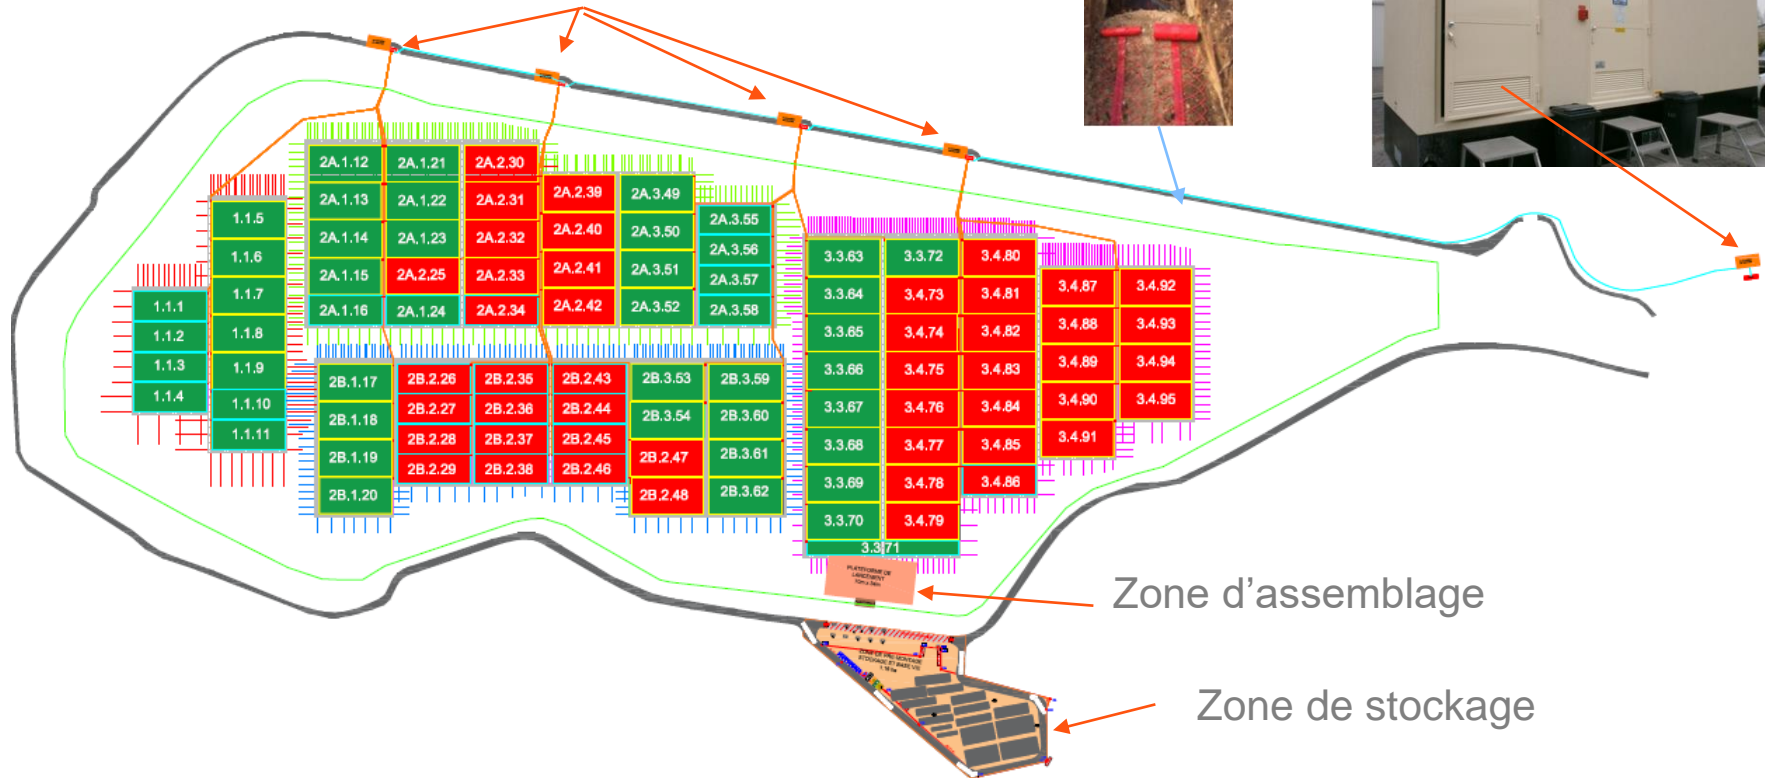 2A.1.12
2A.1.13
2A.1.14
2A.1.15
2A.1.16
2A.1.21
2A.1.22
2A.1.23
2A.2.25
2A.1.24
2A.2.30
2A.2.31
2A.2.32
2A.2.33
2A.2.34
2A.2.39
2A.2.40
2A.2.41
2A.2.42
2A.3.49
2A.3.50
2A.3.51
2A.3.52
2A.3.55
2A.3.56
2A.3.57
2A.3.58
1.1.5
1.1.6
1.1.7
1.1.8
1.1.9
1.1.10
1.1.11
1.1.1
1.1.2
1.1.3
1.1.4
2B.1.17
2B.1.18
2B.1.19
2B.1.20
2B.2.26
2B.2.27
2B.2.28
2B.2.29
2B.2.35
2B.2.36
2B.2.37
2B.2.38
2B.2.43
2B.2.44
2B.2.45
2B.2.46
2B.3.53
2B.3.54
2B.2.47
2B.2.48
2B.3.59
2B.3.60
2B.3.61
2B.3.62
3.3.63
3.3.64
3.3.65
3.3.66
3.3.67
3.3.68
3.3.69
3.3.70
3.3.71
3.3.72
3.4.73
3.4.74
3.4.75
3.4.76
3.4.77
3.4.78
3.4.79
3.4.80
3.4.81
3.4.82
3.4.83
3.4.84
3.4.85
3.4.86
3.4.87
3.4.88
3.4.89
3.4.90
3.4.91
3.4.92
3.4.93
3.4.94
3.4.95
PLATEFORME DE
LANCEMENT
Zone d'assemblage
ZONE DE PRE MONTAGE
STOCKAGE ET BASE VIE
Zone de stockage